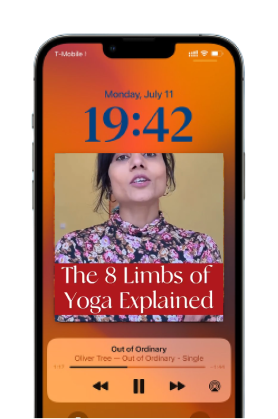 T-Mobile
Monday, July 11
19:42
The 8 Limbs of
Yoga Explained
Out of Ordinary
Oliver Tree — Out of Ordinary - Single